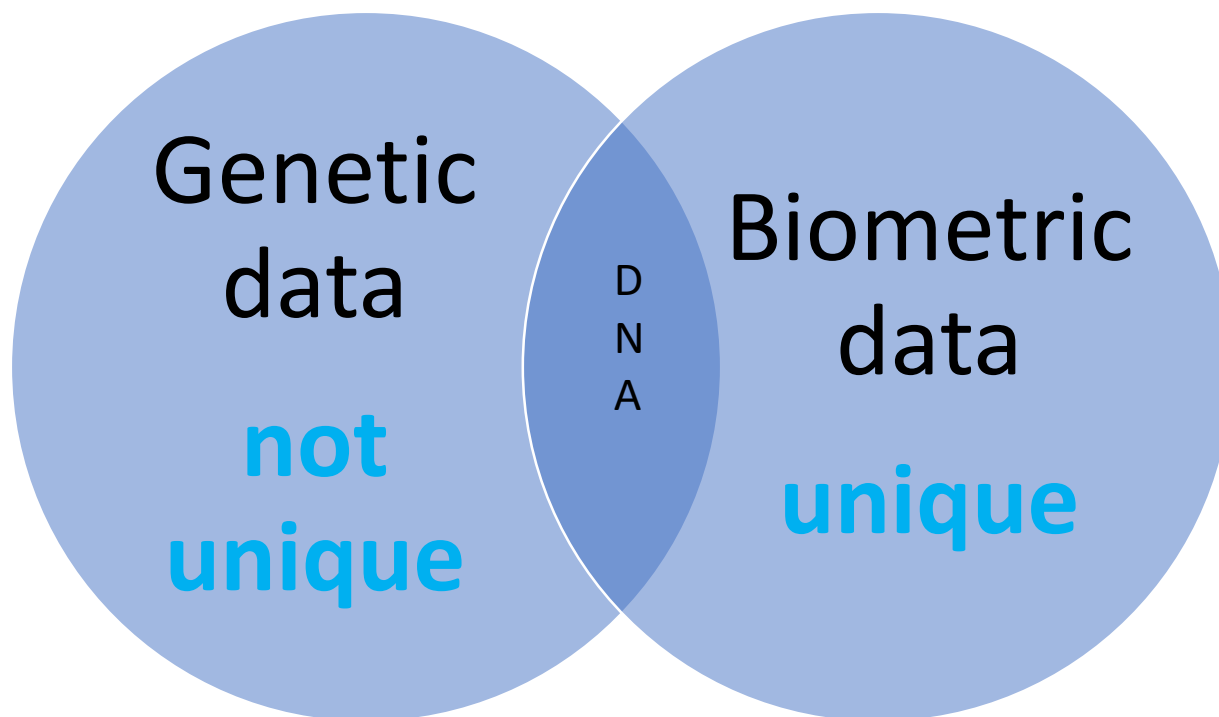 Genetic
data
not
unique
D
N
A
Biometric
data
unique